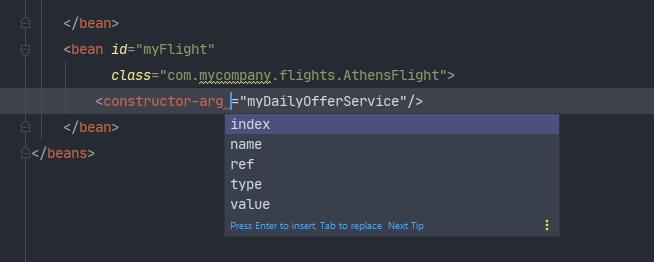 </bean>
<bean id="myFlight"
class="com.mycompany.flights.AthensFlight">
<constructor-arg ="myDailyOfferService"/>
</bean>
</beans>
index
name
ref
type
value
Press Enter to insert, Tab to replace Next Tip